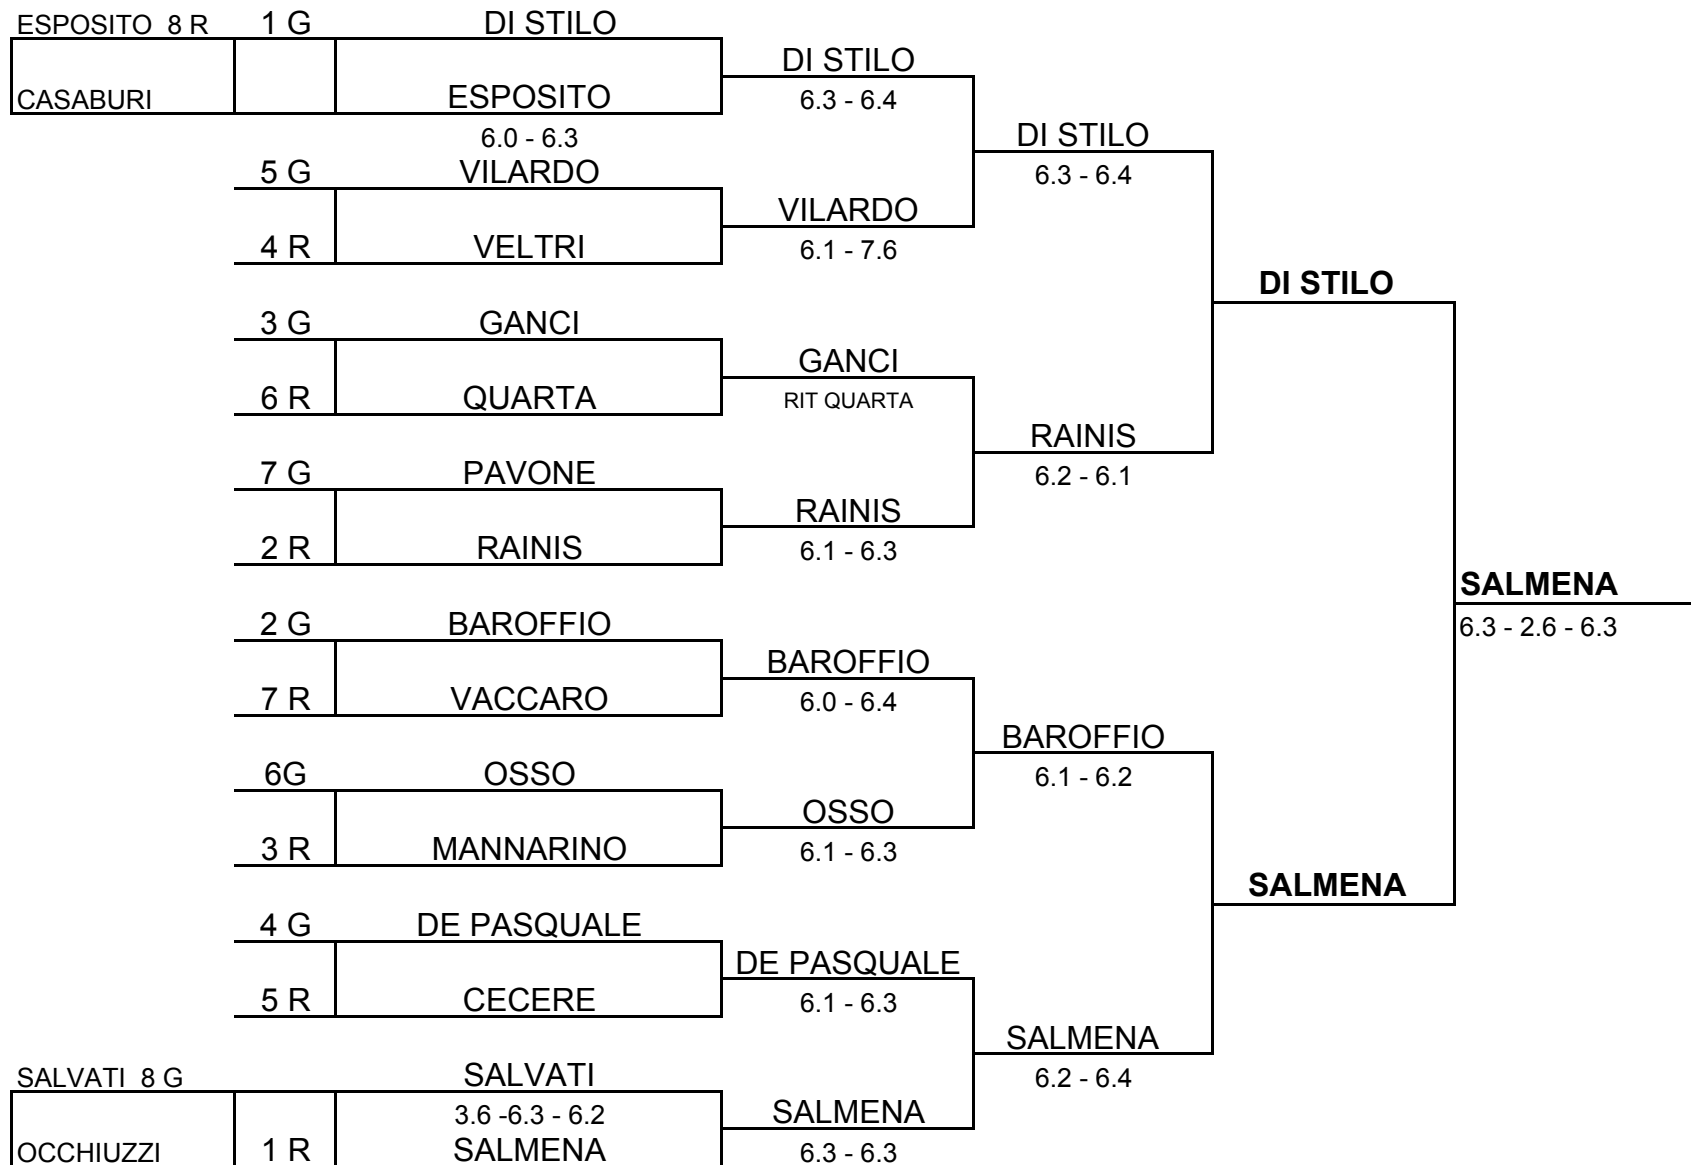 ESPOSITO 8 R 1 G DI STILO
DI STILO
CASABURI ESPOSITO 6.3 - 6.4
6.0 - 6.3 DI STILO
5 G VILARDO 6.3 - 6.4
VILARDO
4 R VELTRI 6.1 - 7.6
DI STILO
3 G GANCI
GANCI
6 R QUARTA RIT QUARTA
RAINIS
7 G PAVONE 6.2 - 6.1
RAINIS
2 R RAINIS 6.1 - 6.3
SALMENA
2 G BAROFFIO 6.3 - 2.6 - 6.3
BAROFFIO
7 R VACCARO 6.0 - 6.4
BAROFFIO
6G OSSO 6.1 - 6.2
OSSO
3 R MANNARINO 6.1 - 6.3
SALMENA
4 G DE PASQUALE
DE PASQUALE
5 R CECERE 6.1 - 6.3
SALMENA
SALVATI 8 G SALVATI 6.2 - 6.4
3.6 -6.3 - 6.2 SALMENA
OCCHIUZZI 1 R SALMENA 6.3 - 6.3